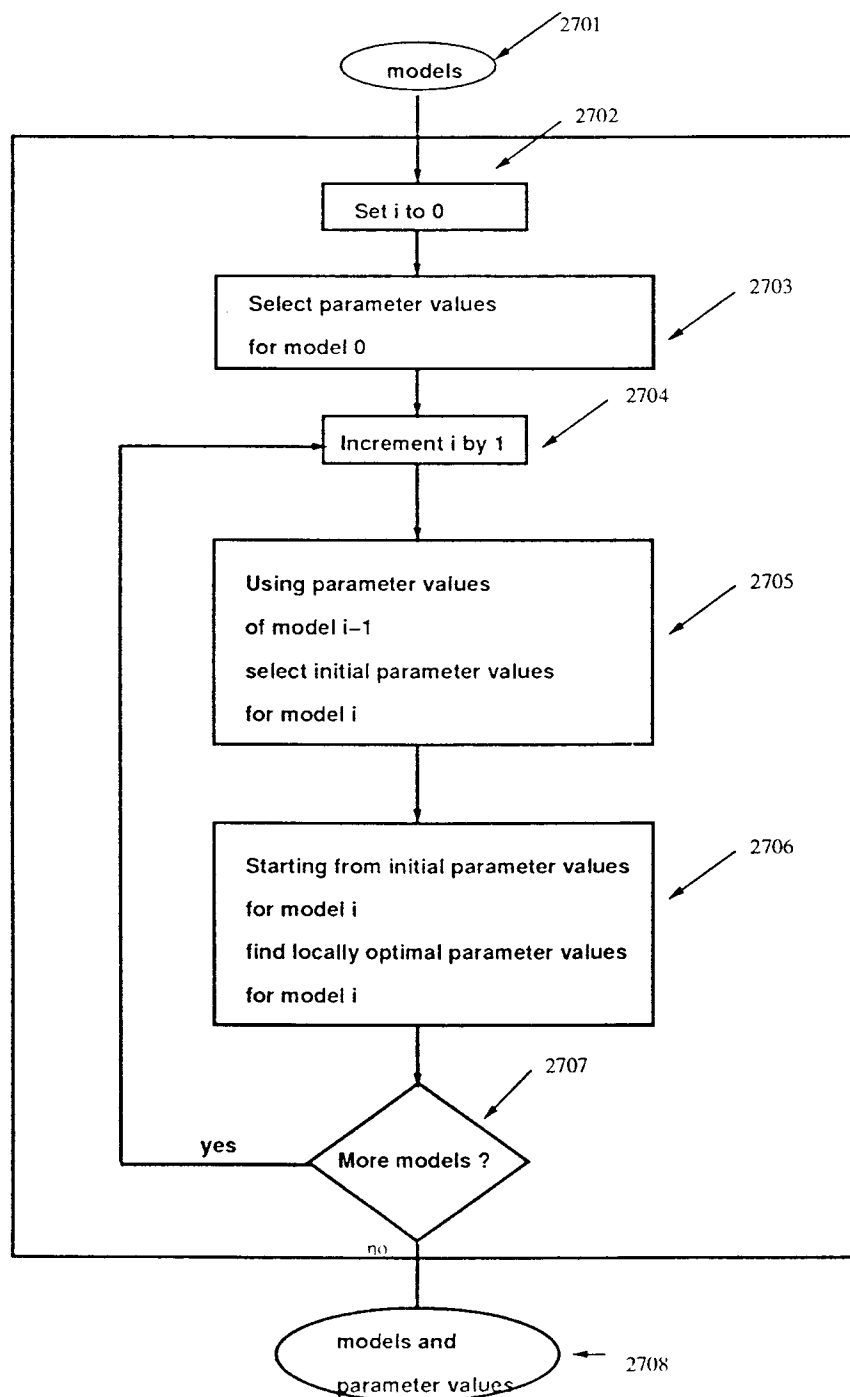 2701
models
2702
Set i to 0
Select parameter values
for model 0
2703
2704
Increment i by 1
Using parameter values
of model i–1
select initial parameter values
for model i
2705
Starting from initial parameter values
for model i
find locally optimal parameter values
for model i
2706
2707
yes
More models ?
no
models and
parameter values
2708